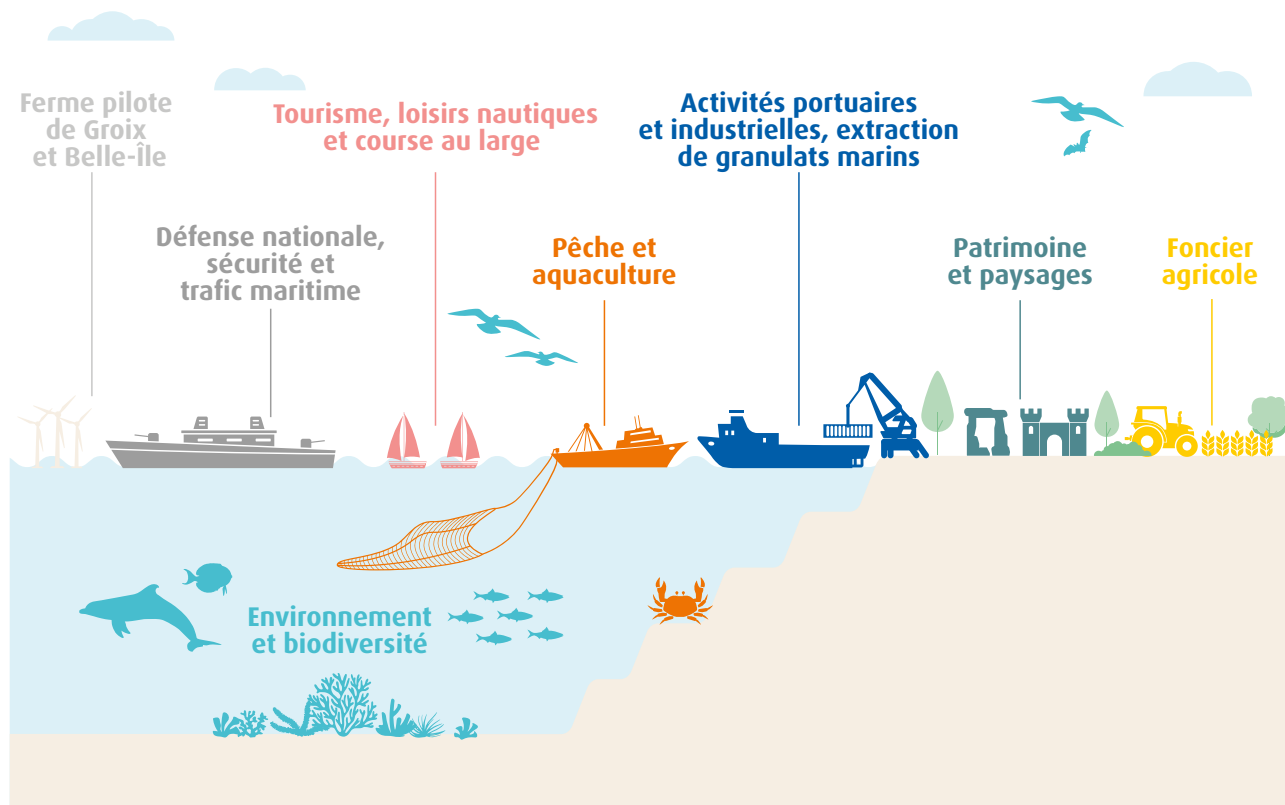 Ferme pilote
de Groix
et Belle-Île
Tourisme, loisirs nautiques
et course au large
Activités portuaires
et industrielles, extraction
de granulats marins
Défense nationale,
sécurité et
trafic maritime
Pêche et
aquaculture
Patrimoine
et paysages
Foncier
agricole
Environnement
et biodiversité